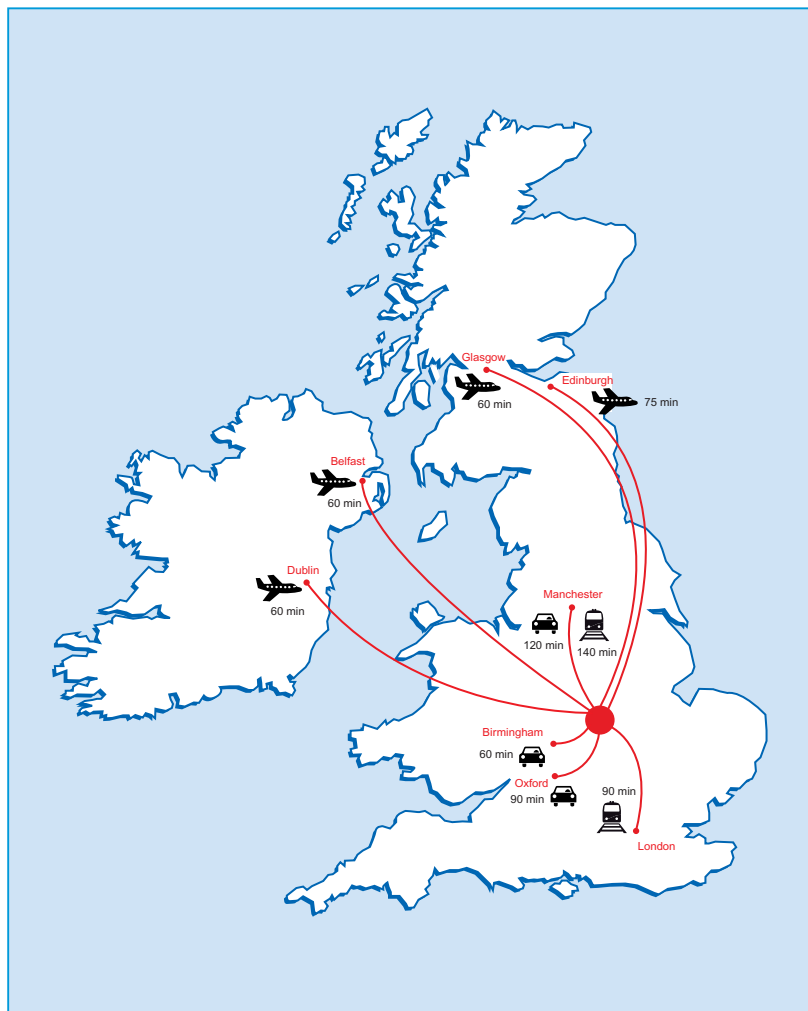 Glasgow
60 min
Edinburgh
75 min
Belfast
60 min
Dublin
60 min
Manchester
120 min
140 min
Birmingham
60 min
Oxford
90 min
90 min
London